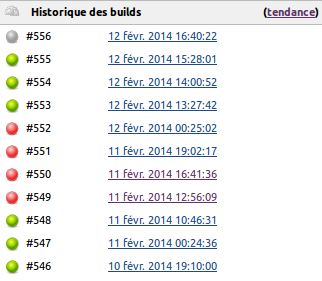 Historique des builds (tendance)
#556 12 févr. 2014 16:40:22
#555 12 févr. 2014 15:28:01
#554 12 févr. 2014 14:00:52
#553 12 févr. 2014 13:27:42
#552 12 févr. 2014 00:25:02
#551 11 févr. 2014 19:02:17
#550 11 févr. 2014 16:41:36
#549 11 févr. 2014 12:56:09
#548 11 févr. 2014 10:46:31
#547 11 févr. 2014 00:24:36
#546 10 févr. 2014 19:10:00